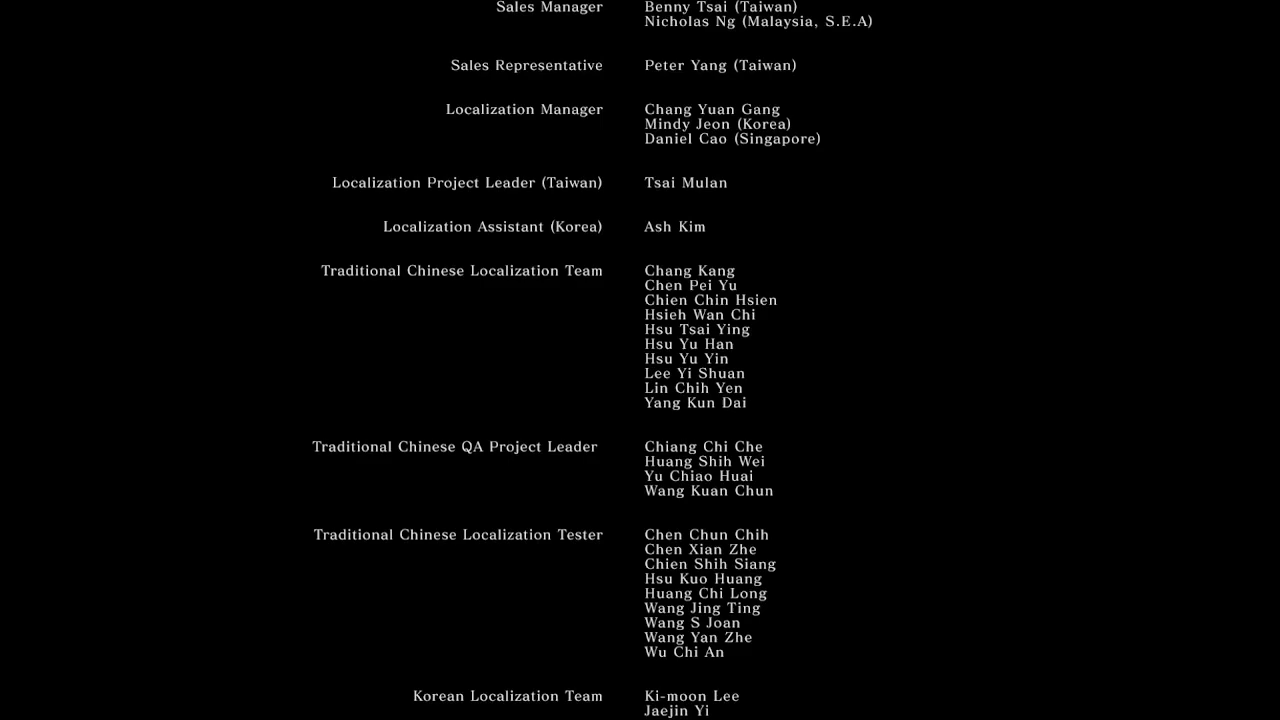 Sales Manager Benny Tsai (Taiwan)
Nicholas Ng (Malaysia, S.E.A)
Sales Representative Peter Yang (Taiwan)
Localization Manager Chang Yuan Gang
Mindy Jeon (Korea)
Daniel Cao (Singapore)
Localization Project Leader (Taiwan) Tsai Mulan
Localization Assistant (Korea) Ash Kim
Traditional Chinese Localization Team Chang Kang
Chen Pei Yu
Chien Chin Hsien
Hsieh Wan Chi
Hsu Tsai Ying
Hsu Yu Han
Hsu Yu Yin
Lee Yi Shuan
Lin Chih Yen
Yang Kun Dai
Traditional Chinese QA Project Leader Chiang Chi Che
Huang Shih Wei
Yu Chiao Huai
Wang Kuan Chun
Traditional Chinese Localization Tester Chen Chun Chih
Chen Xian Zhe
Chien Shih Siang
Hsu Kuo Huang
Huang Chi Long
Wang Jing Ting
Wang S Joan
Wang Yan Zhe
Wu Chi An
Korean Localization Team Ki-moon Lee
Jaejin Yi